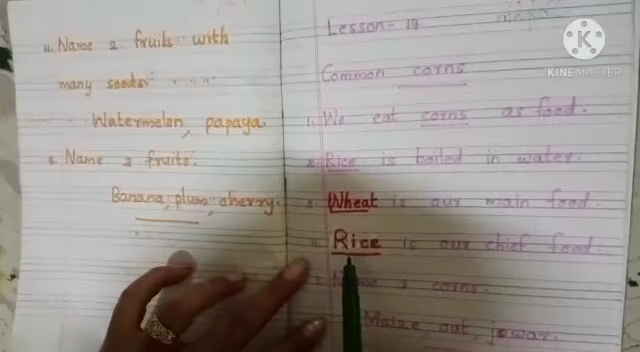 4. Name 2 fruits with
many seeds.
Watermelon, papaya.
5. Name 3 fruits.
Banana, plum, cherry.
Lesson - 14
Common corns
1. We eat corns as food.
2. Rice is boiled in water.
3. Wheat is our main food.
4. Rice is our chief food.
Name 3 corns.
Maize, oat, jowar.
KINEMASTER